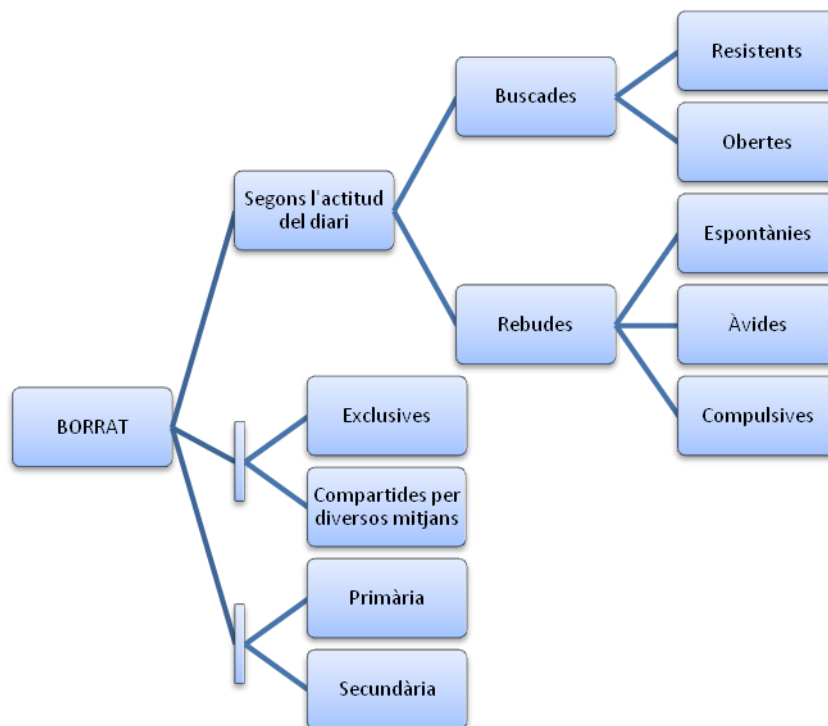 Resistents
Buscades
Obertes
Segons l'actitud
del diari
Espontànies
Rebudes
Àvides
Compulsives
BORRAT
Exclusives
Compartides per
diversos mitjans
Primària
Secundària